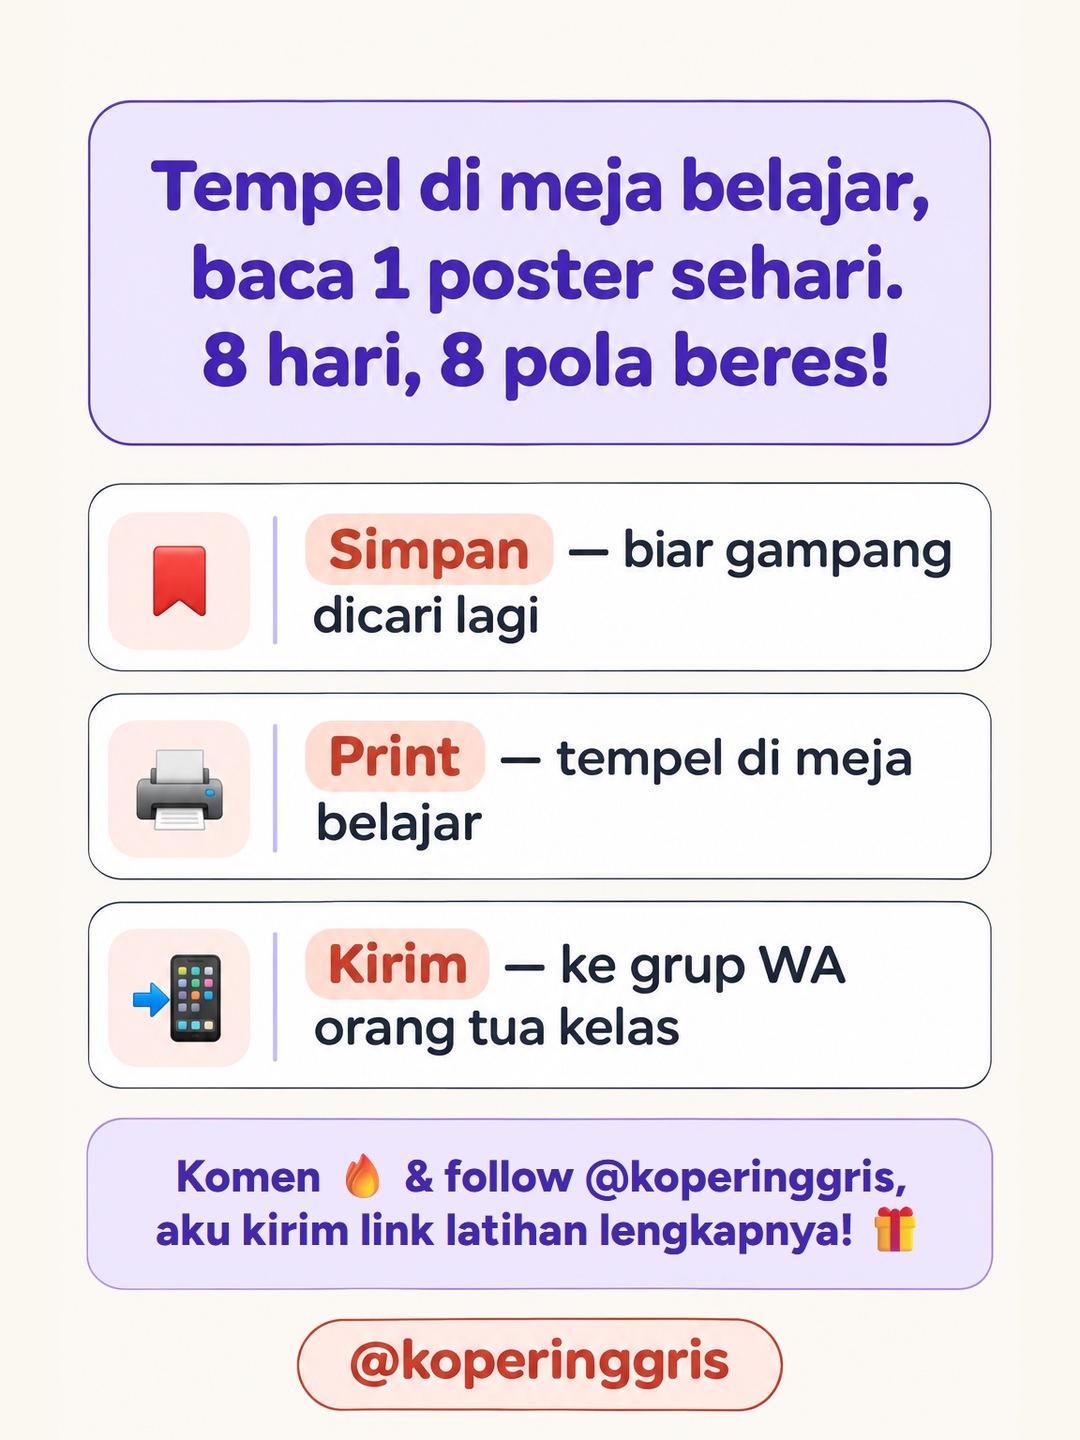 Tempel di meja belajar,
baca 1 poster sehari.
8 hari, 8 pola beres!
Simpan — biar gampang
dicari lagi
Print — tempel di meja
belajar
Kirim — ke grup WA
orang tua kelas
Komen 🔥 & follow @koperinggris,
aku kirim link latihan lengkapnya! 🎁
@koperinggris